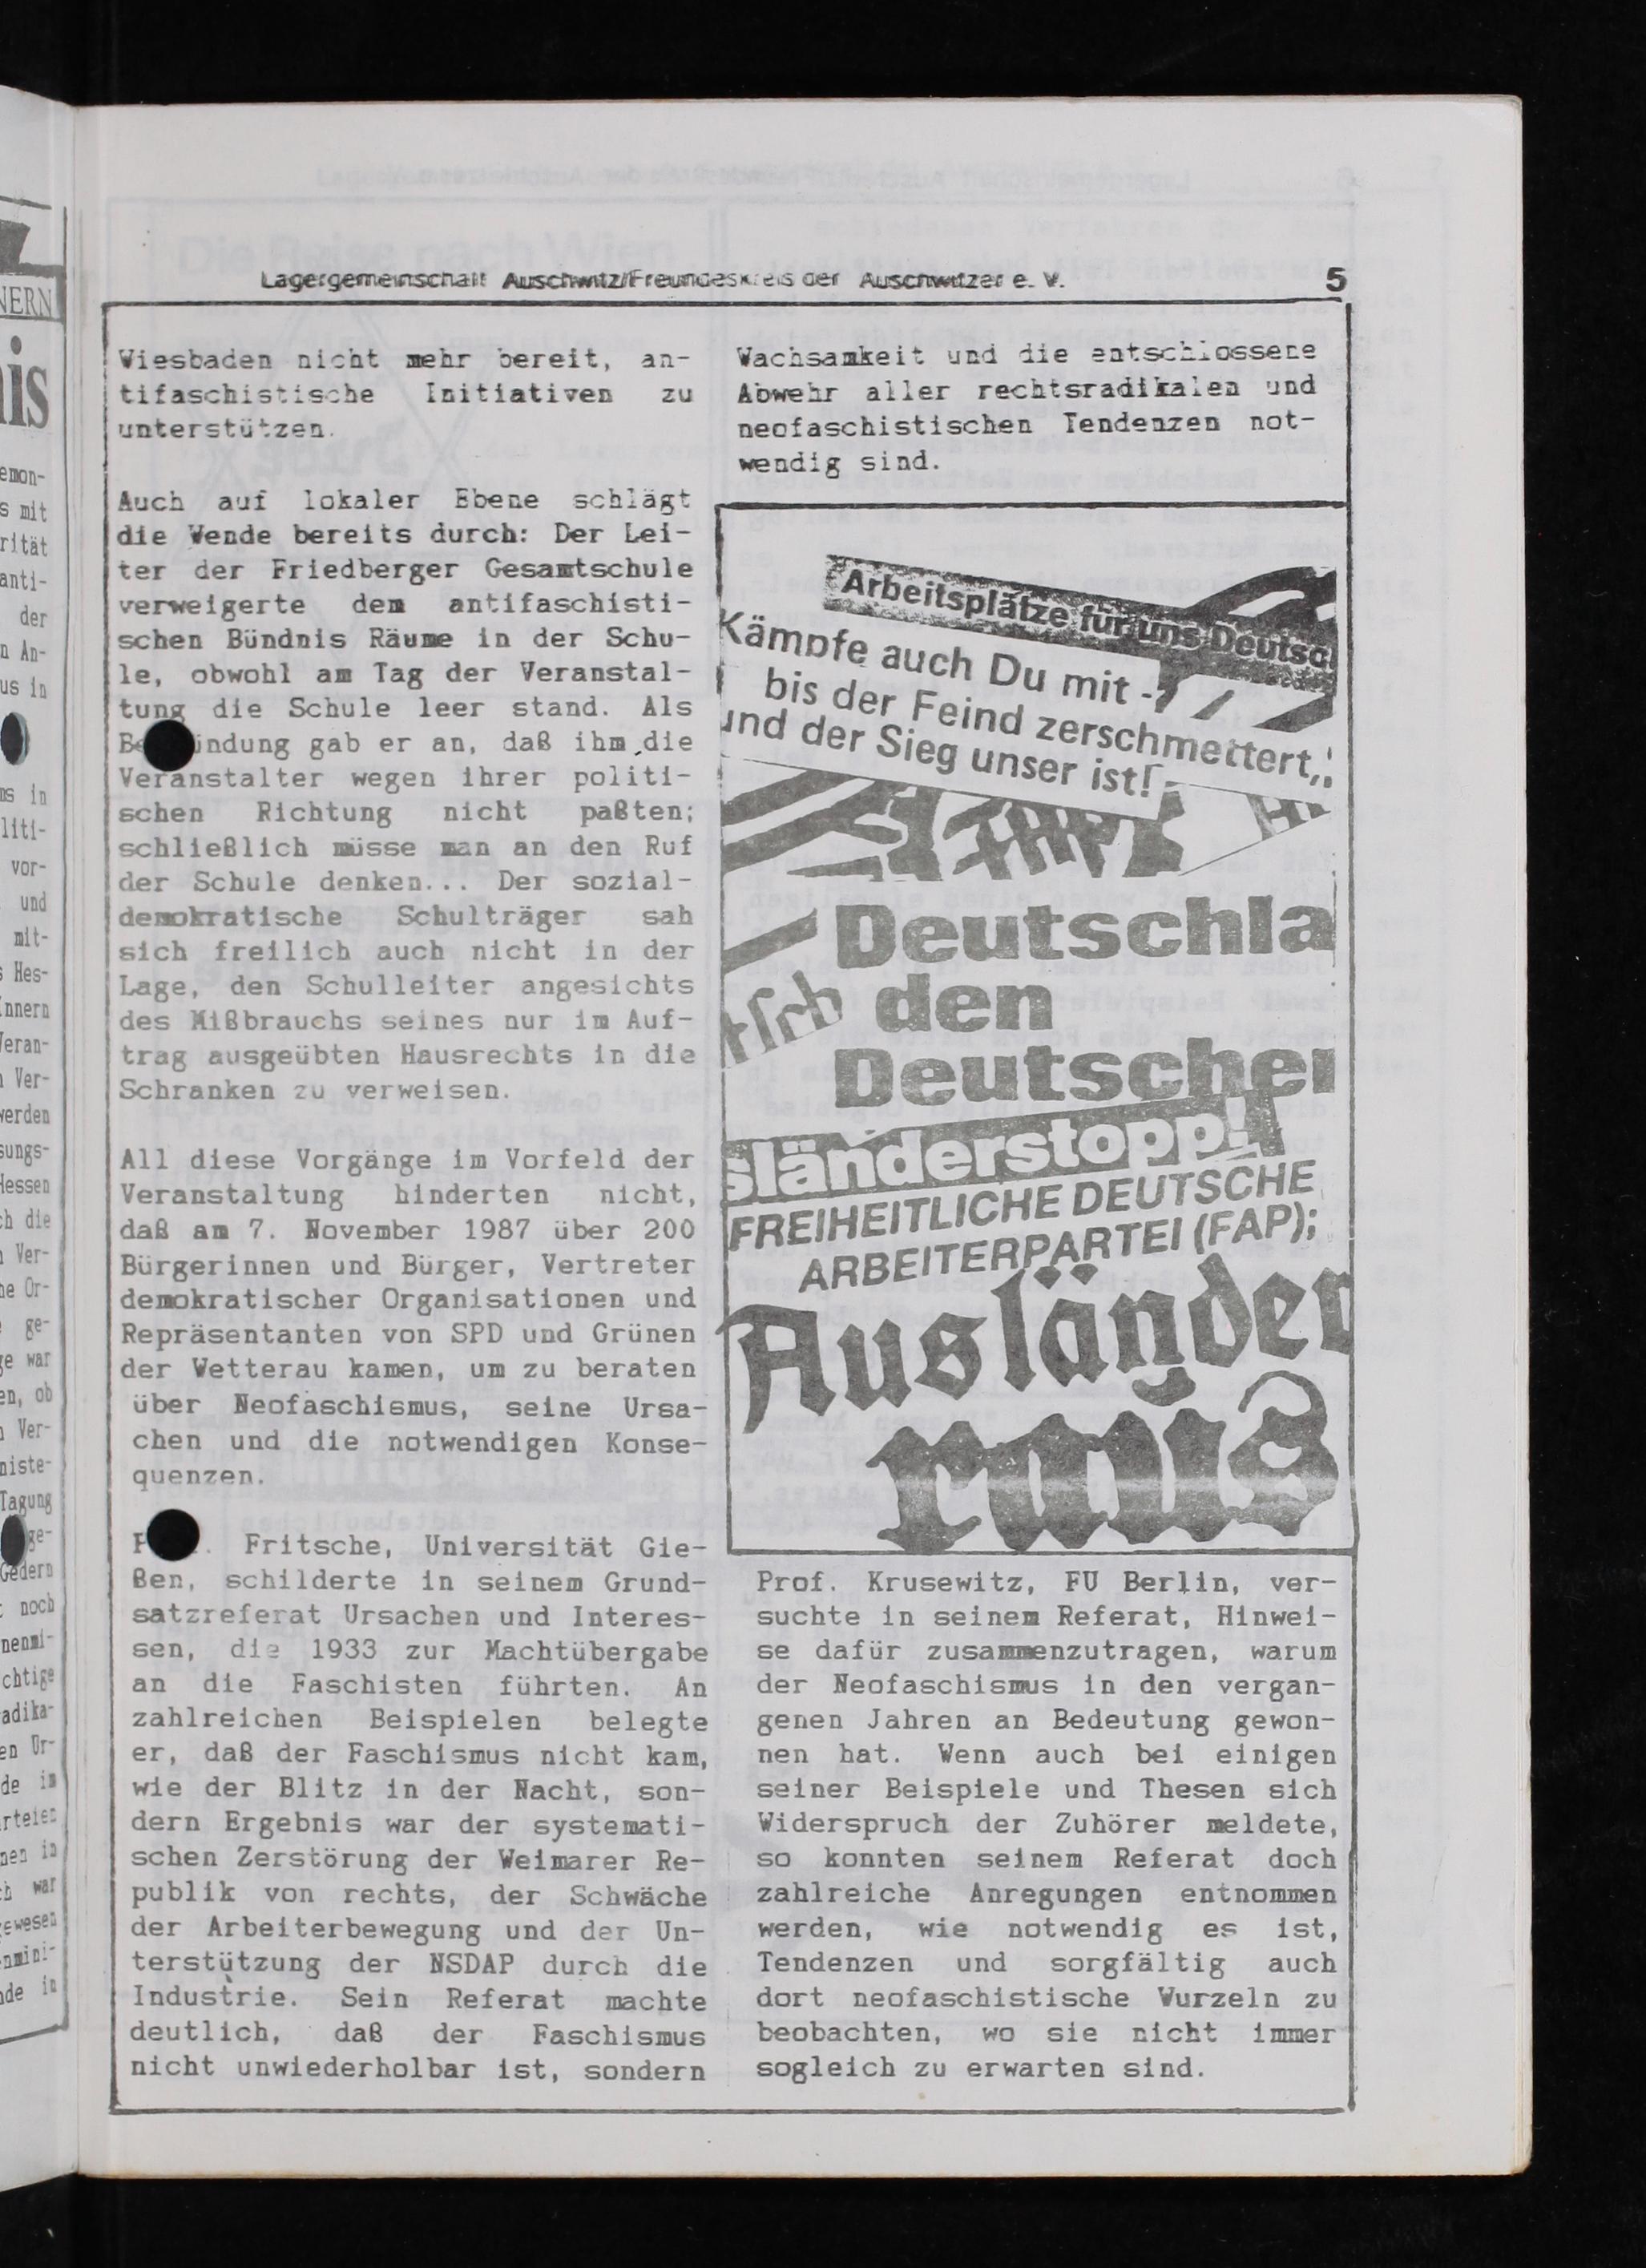 Lagergemeinschaft Auschwitz/Freundeskreis der Auschwitzer e. V. 5
Wiesbaden nicht mehr bereit, an-
tifaschistische Initiativen zu
unterstützen.
Auch auf lokaler Ebene schlägt
die Wende bereits durch: Der Lei-
ter der Friedberger Gesamtschule
verweigerte dem antifaschisti-
schen Bündnis Räume in der Schu-
le, obwohl am Tag der Veranstal-
tung die Schule leer stand. Als
Be ündung gab er an, daß ihm die
Veranstalter wegen ihrer politi-
schen Richtung nicht paßten;
schließlich müsse man an den Ruf
der Schule denken... Der sozial-
demokratische Schulträger sah
sich freilich auch nicht in der
Lage, den Schulleiter angesichts
des Mißbrauchs seines nur im Auf-
trag ausgeübten Hausrechts in die
Schranken zu verweisen.
All diese Vorgänge im Vorfeld der
Veranstaltung hinderten nicht,
daß am 7. November 1987 über 200
Bürgerinnen und Bürger, Vertreter
demokratischer Organisationen und
Repräsentanten von SPD und Grünen
der Wetterau kamen, um zu beraten
über Neofaschismus, seine Ursa-
chen und die notwendigen Konse-
quenzen.
P . Fritsche, Universität Gie-
ßen, schilderte in seinem Grund-
satzreferat Ursachen und Interes-
sen, die 1933 zur Machtübergabe
an die Faschisten führten. An
zahlreichen Beispielen belegte
er, daß der Faschismus nicht kam,
wie der Blitz in der Nacht, son-
dern Ergebnis war der systemati-
schen Zerstörung der Weimarer Re-
publik von rechts, der Schwäche
der Arbeiterbewegung und der Un-
terstützung der NSDAP durch die
Industrie. Sein Referat machte
deutlich, daß der Faschismus
nicht unwiederholbar ist, sondern
Wachsamkeit und die entschlossene
Abwehr aller rechtsradikalen und
neofaschistischen Tendenzen not-
wendig sind.
Arbeitsplätze für uns Deutsch
Kämpfe auch Du mit -
bis der Feind zerschmettert,
und der Sieg unser ist!
Deutschla
tsch den
Deutschen
sländerstopp!
FREIHEITLICHE DEUTSCHE
ARBEITERPARTEI (FAP);
Ausländer
raus
Prof. Krusewitz, FU Berlin, ver-
suchte in seinem Referat, Hinwei-
se dafür zusammenzutragen, warum
der Neofaschismus in den vergan-
genen Jahren an Bedeutung gewon-
nen hat. Wenn auch bei einigen
seiner Beispiele und Thesen sich
Widerspruch der Zuhörer meldete,
so konnten seinem Referat doch
zahlreiche Anregungen entnommen
werden, wie notwendig es ist,
Tendenzen und sorgfältig auch
dort neofaschistische Wurzeln zu
beobachten, wo sie nicht immer
sogleich zu erwarten sind.